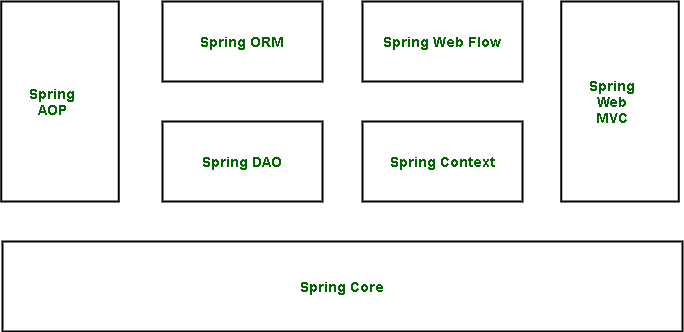 Spring ORM
Spring Web Flow
Spring
AOP
Spring
Web
MVC
Spring DAO
Spring Context
Spring Core